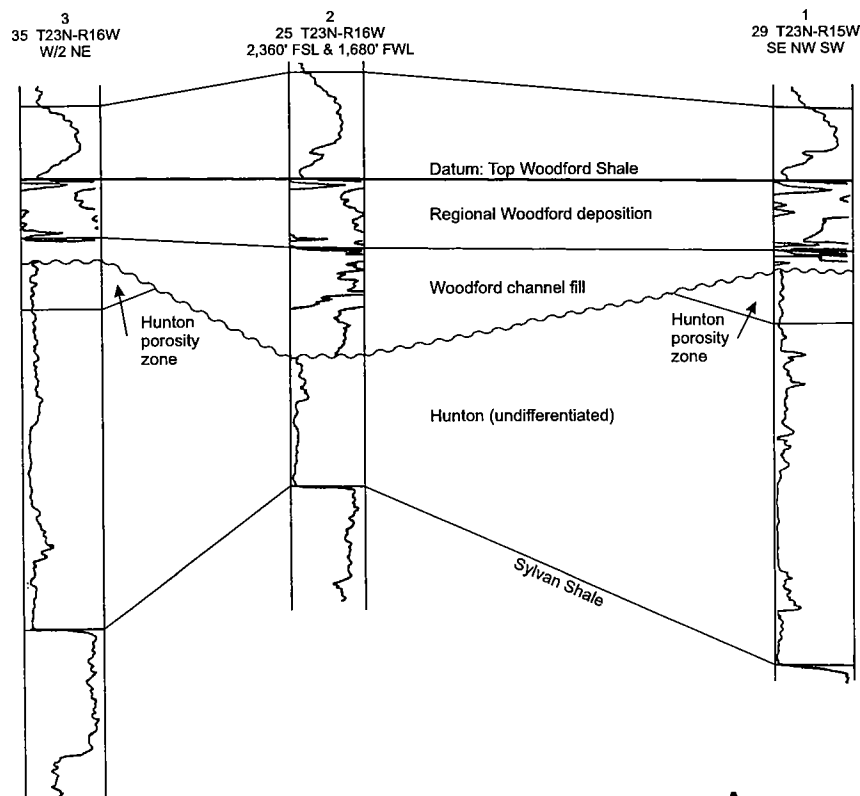 3
35 T23N-R16W
W/2 NE
2
25 T23N-R16W
2,360' FSL & 1,680' FWL
1
29 T23N-R15W
SE NW SW
Datum: Top Woodford Shale
Regional Woodford deposition
Woodford channel fill
Hunton
porosity
zone
Hunton
porosity
zone
Hunton (undifferentiated)
Sylvan Shale